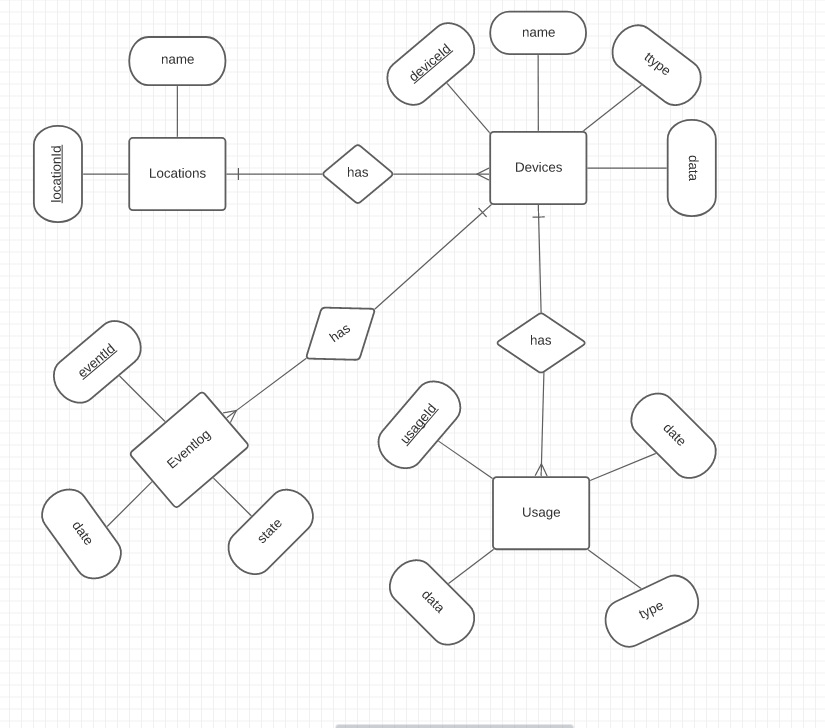 name
locationId
Locations
has
deviceId
name
ttype
data
Devices
has
has
eventId
Eventlog
date
state
usageId
date
Usage
data
type